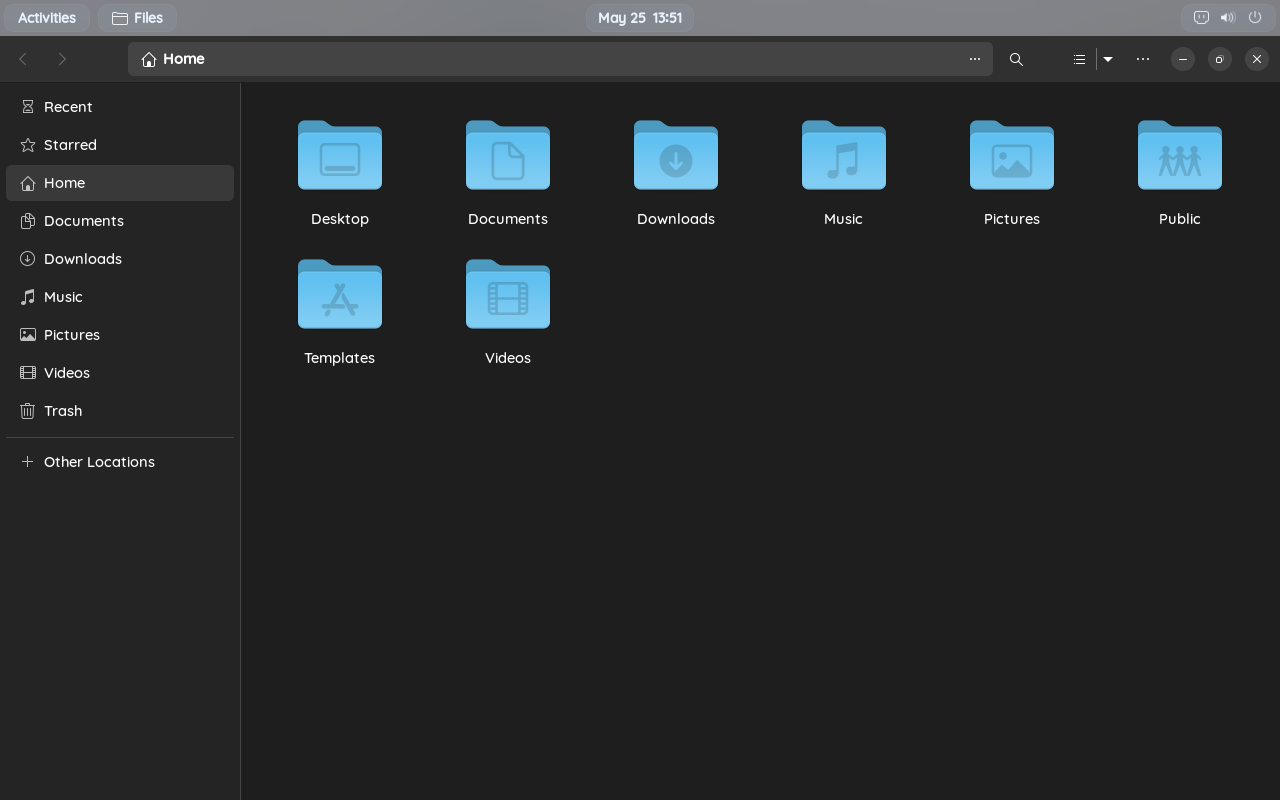 Activities
Files
May 25 13:51
Home
Recent
Starred
Home
Documents
Downloads
Music
Pictures
Videos
Trash
Other Locations
Desktop
Documents
Downloads
Music
Pictures
Public
Templates
Videos